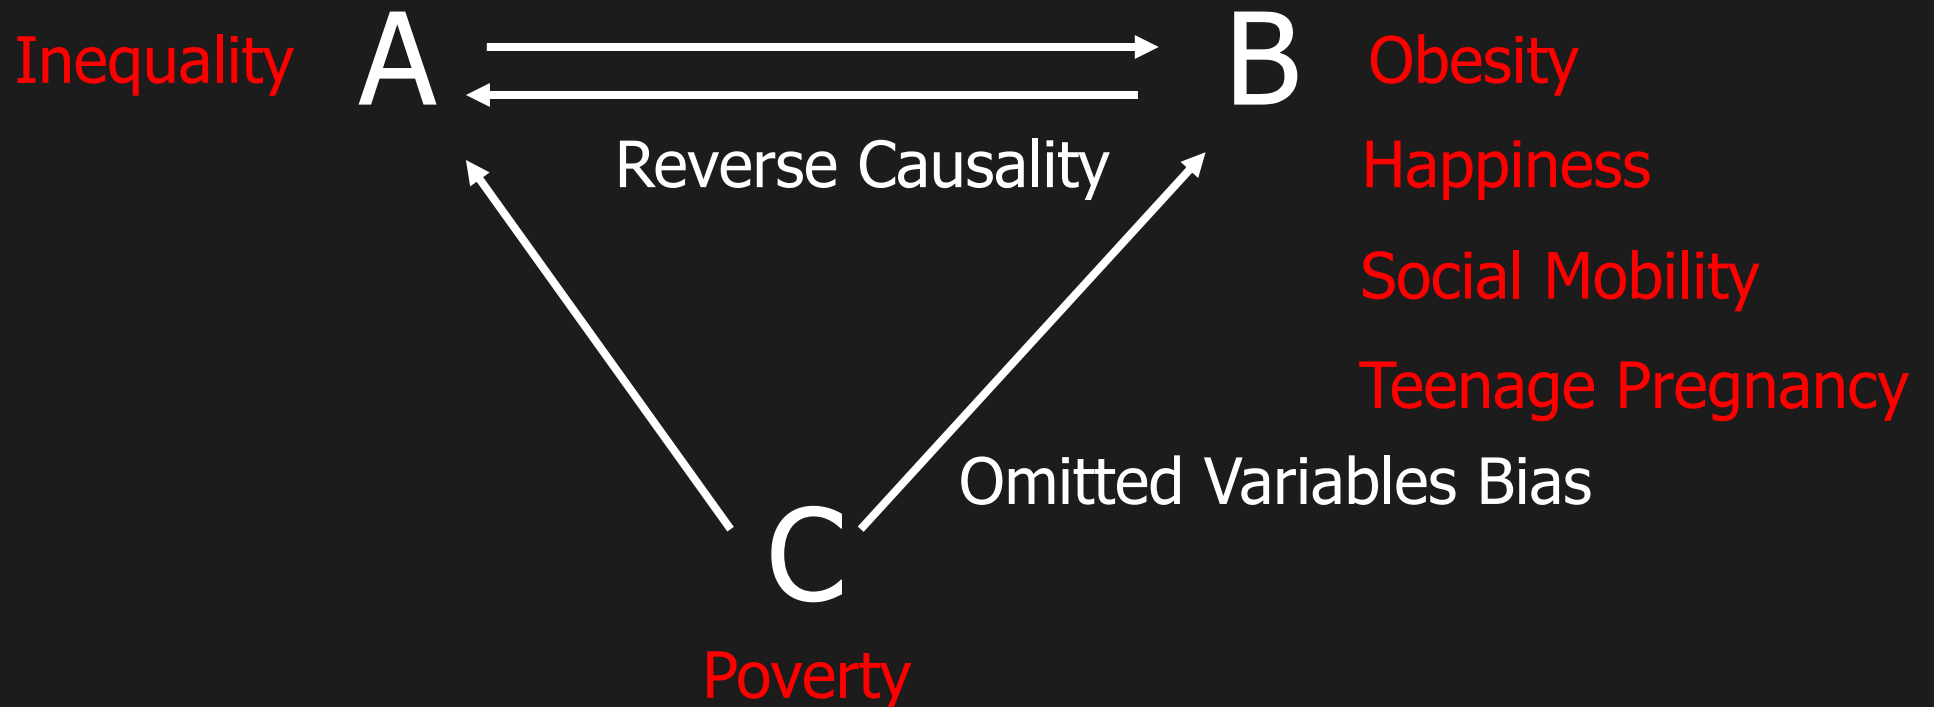 Inequality A B Obesity
Reverse Causality Happiness
Social Mobility
Teenage Pregnancy
Omitted Variables Bias
C
Poverty